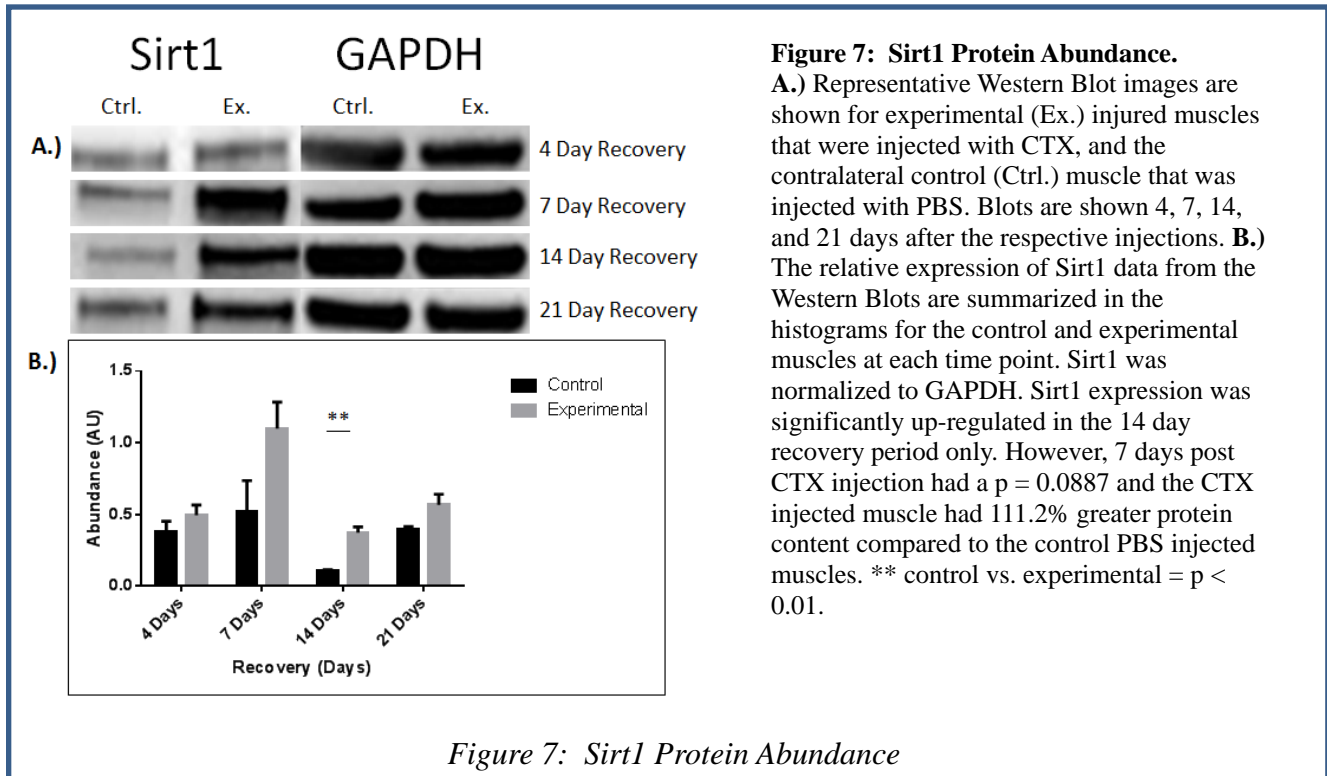 Sirt1 GAPDH
Ctrl. Ex. Ctrl. Ex.
A.)
4 Day Recovery
7 Day Recovery
14 Day Recovery
21 Day Recovery
B.)
1.5
1.0
0.5
0.0
Abundance (AU)
**
Control
Experimental
4 Days
7 Days
14 Days
21 Days
Recovery (Days)
Figure 7: Sirt1 Protein Abundance.
A.) Representative Western Blot images are
shown for experimental (Ex.) injured muscles
that were injected with CTX, and the
contralateral control (Ctrl.) muscle that was
injected with PBS. Blots are shown 4, 7, 14,
and 21 days after the respective injections. B.)
The relative expression of Sirt1 data from the
Western Blots are summarized in the
histograms for the control and experimental
muscles at each time point. Sirt1 was
normalized to GAPDH. Sirt1 expression was
significantly up-regulated in the 14 day
recovery period only. However, 7 days post
CTX injection had a p = 0.0887 and the CTX
injected muscle had 111.2% greater protein
content compared to the control PBS injected
muscles. ** control vs. experimental = p <
0.01.
Figure 7: Sirt1 Protein Abundance